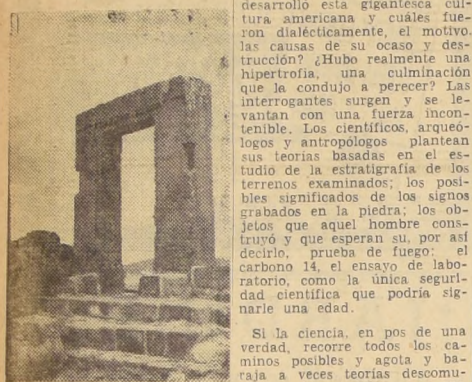 desarrolló esta gigantesca cul-
tura americana y cuáles fue-
ron dialécticamente, el motivo,
las causas de su ocaso y des-
trucción? ¿Hubo realmente una
hipertrofia, una culminación
que la condujo a perecer? Las
interrogantes surgen y se le-
vantan con una fuerza incon-
tenible. Los científicos, arqueó-
logos y antropólogos plantean
sus teorías basadas en el es-
tudio de la estratigrafía de los
terrenos examinados; los posi-
bles significados de los signos
grabados en la piedra; los ob-
jetos que aquel hombre cons-
truyó y que esperan su, por así
decirlo, prueba de fuego: el
carbono 14, el ensayo de labo-
ratorio, como la única seguri-
dad científica que podría sig-
narle una edad.
Si la ciencia, en pos de una
verdad, recorre todos los ca-
minos posibles y agota y ba-
raja a veces teorías descomu-